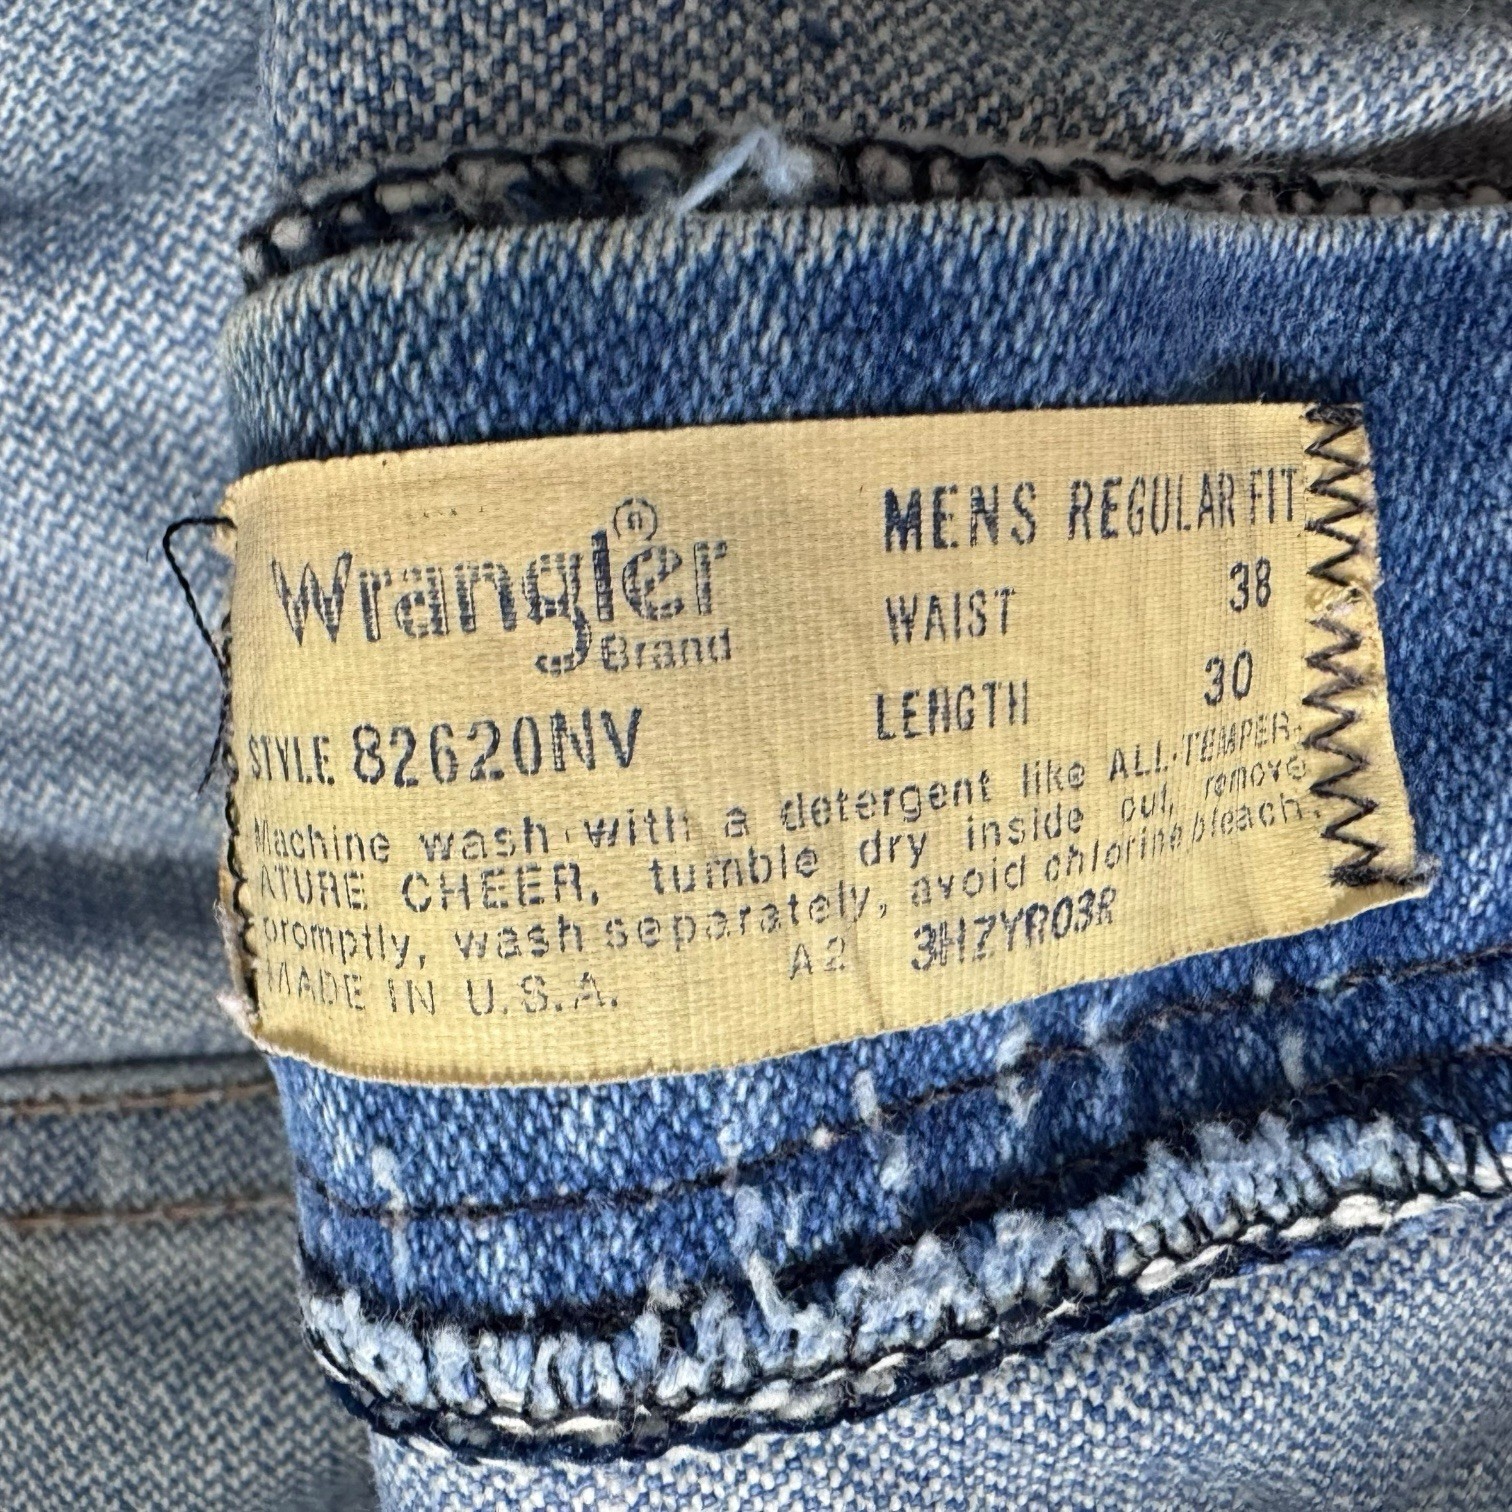 Wrangler®
Brand
MENS REGULAR FIT
WAIST 38
LENGTH 30
STYLE 82620NV
Machine wash with a detergent like ALL-TEMPER-
ATURE CHEER, tumble dry inside out, remove
promptly, wash separately, avoid chlorine bleach.
MADE IN U.S.A. A2 3HZYR03R